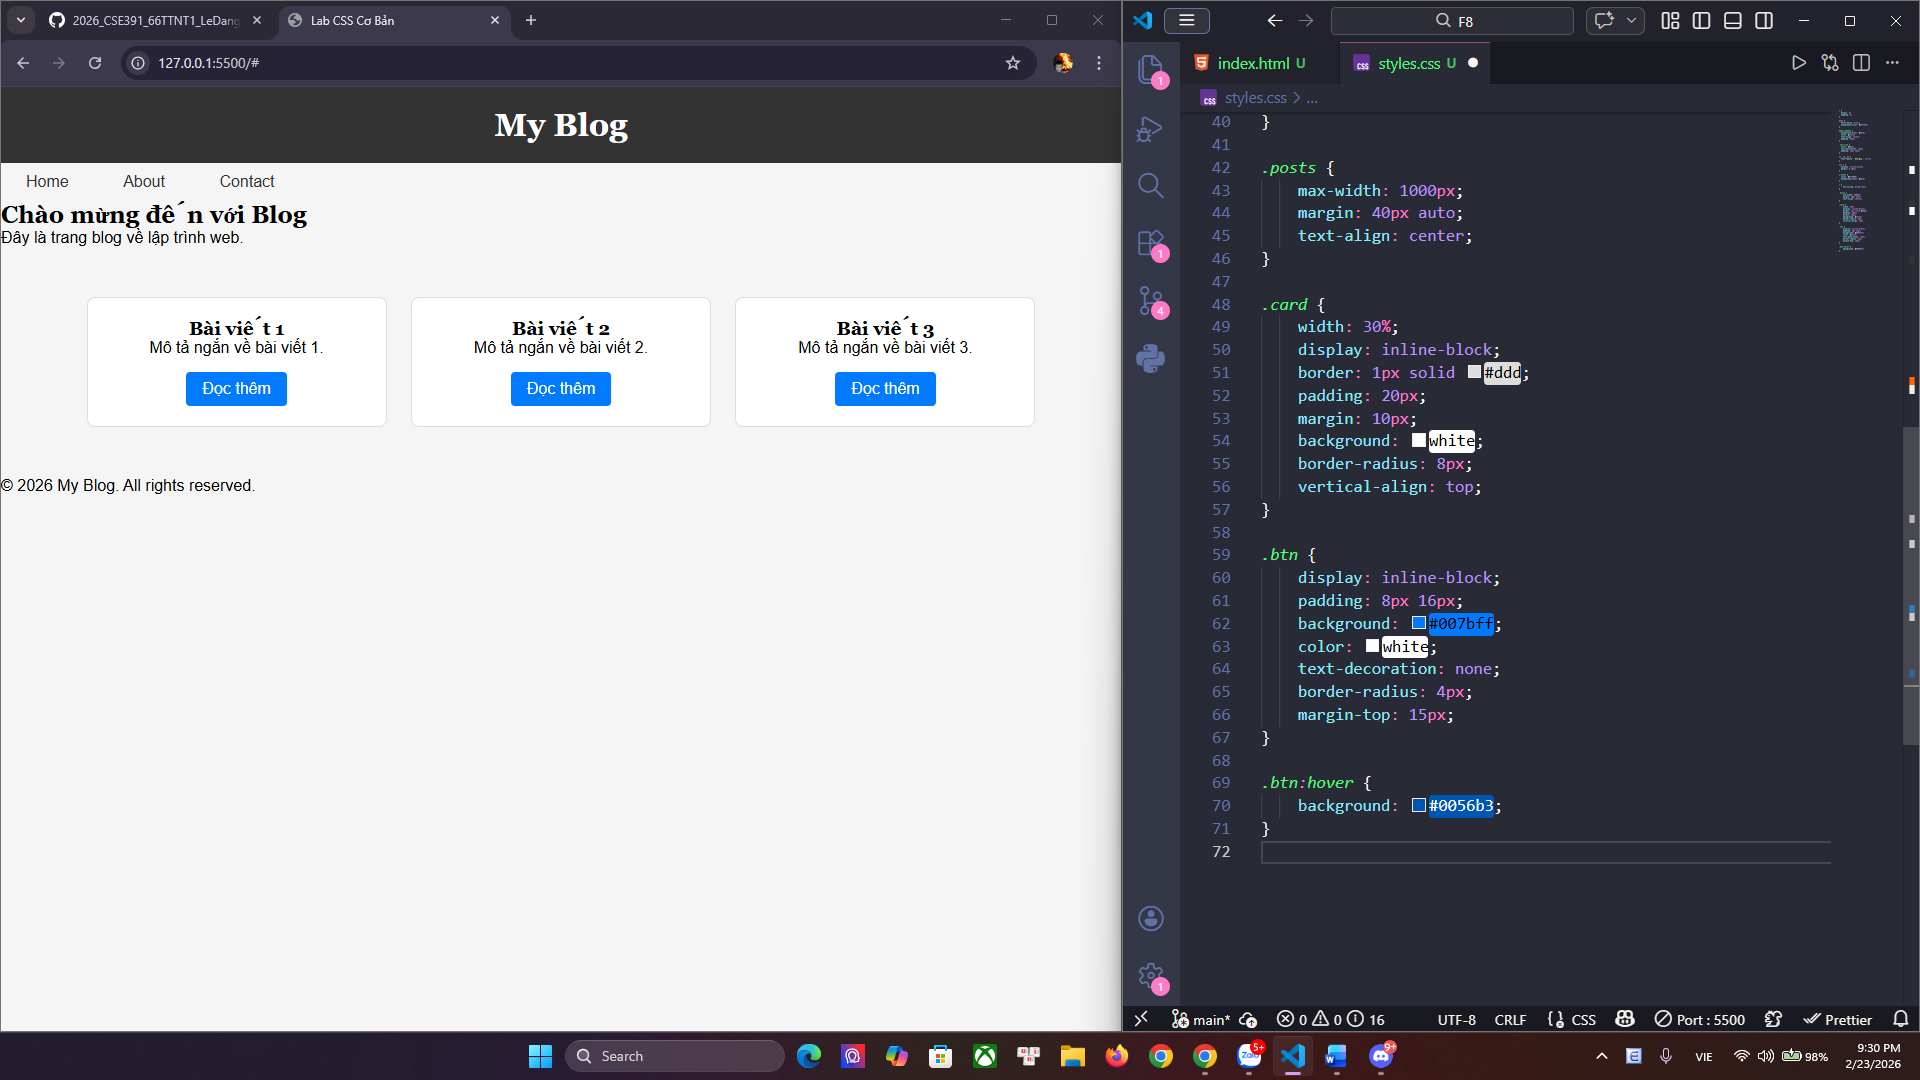 2026_CSE391_66TTNT1_LeDang
Lab CSS Cơ Bản
127.0.0.1:5500/#
My Blog
Home About Contact
Chào mừng đến với Blog
Đây là trang blog về lập trình web.
Bài viết 1
Mô tả ngắn về bài viết 1.
Đọc thêm
Bài viết 2
Mô tả ngắn về bài viết 2.
Đọc thêm
Bài viết 3
Mô tả ngắn về bài viết 3.
Đọc thêm
© 2026 My Blog. All rights reserved.
F8
index.html U
styles.css U
styles.css > ...
1
1
4
1
40 }
41
42 .posts {
43 max-width: 1000px;
44 margin: 40px auto;
45 text-align: center;
46 }
47
48 .card {
49 width: 30%;
50 display: inline-block;
51 border: 1px solid #ddd;
52 padding: 20px;
53 margin: 10px;
54 background: white;
55 border-radius: 8px;
56 vertical-align: top;
57 }
58
59 .btn {
60 display: inline-block;
61 padding: 8px 16px;
62 background: #007bff;
63 color: white;
64 text-decoration: none;
65 border-radius: 4px;
66 margin-top: 15px;
67 }
68
69 .btn:hover {
70 background: #0056b3;
71 }
72
main* 0 0 16 UTF-8 CRLF CSS Port : 5500 Prettier
Search
5+
9+
VIE
98%
9:30 PM
2/23/2026